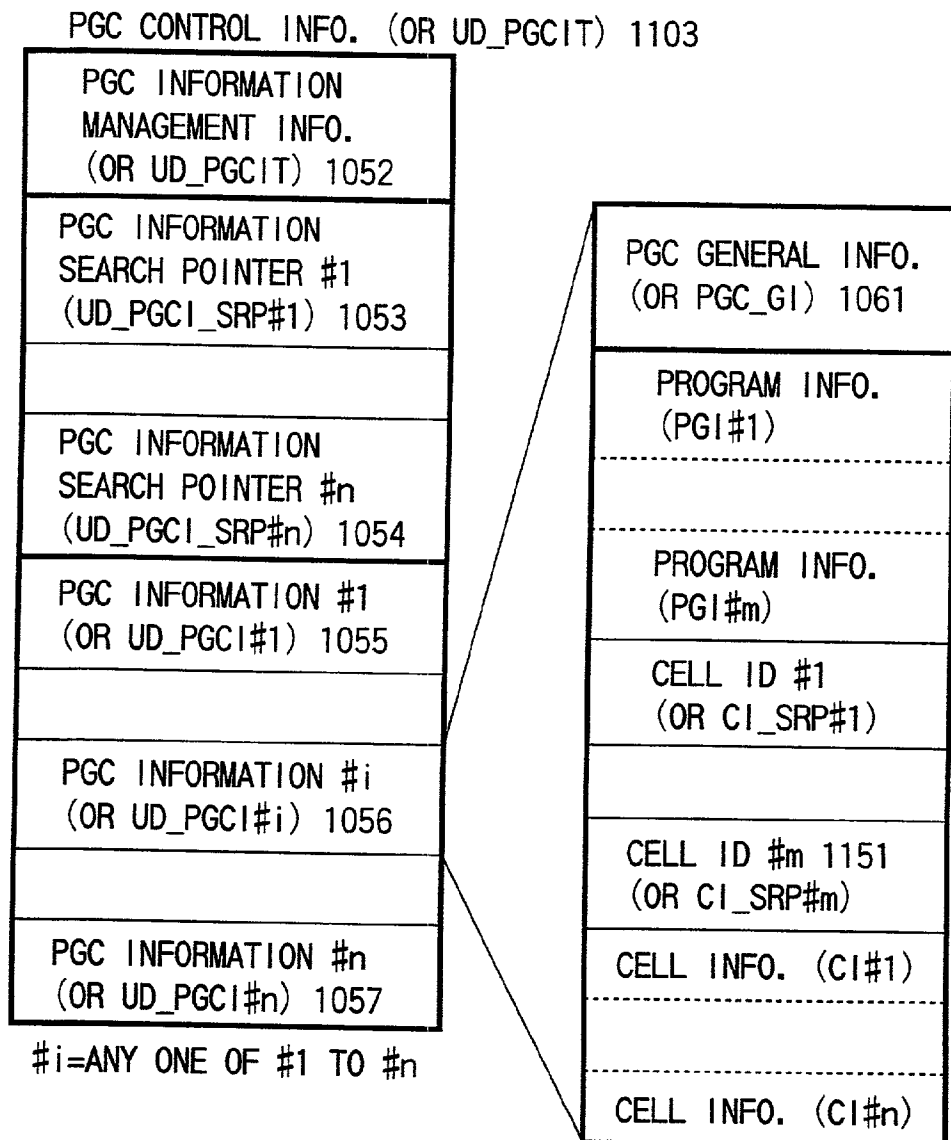 PGC CONTROL INFO. (OR UD_PGCIT) 1103
PGC INFORMATION
MANAGEMENT INFO.
(OR UD_PGCIT) 1052
PGC INFORMATION
SEARCH POINTER #1
(UD_PGCI_SRP#1) 1053
PGC INFORMATION
SEARCH POINTER #n
(UD_PGCI_SRP#n) 1054
PGC INFORMATION #1
(OR UD_PGCI#1) 1055
PGC INFORMATION #i
(OR UD_PGCI#i) 1056
PGC INFORMATION #n
(OR UD_PGCI#n) 1057
#i=ANY ONE OF #1 TO #n
PGC GENERAL INFO.
(OR PGC_GI) 1061
PROGRAM INFO.
(PGI#1)
PROGRAM INFO.
(PGI#m)
CELL ID #1
(OR CI_SRP#1)
CELL ID #m 1151
(OR CI_SRP#m)
CELL INFO. (CI#1)
CELL INFO. (CI#n)